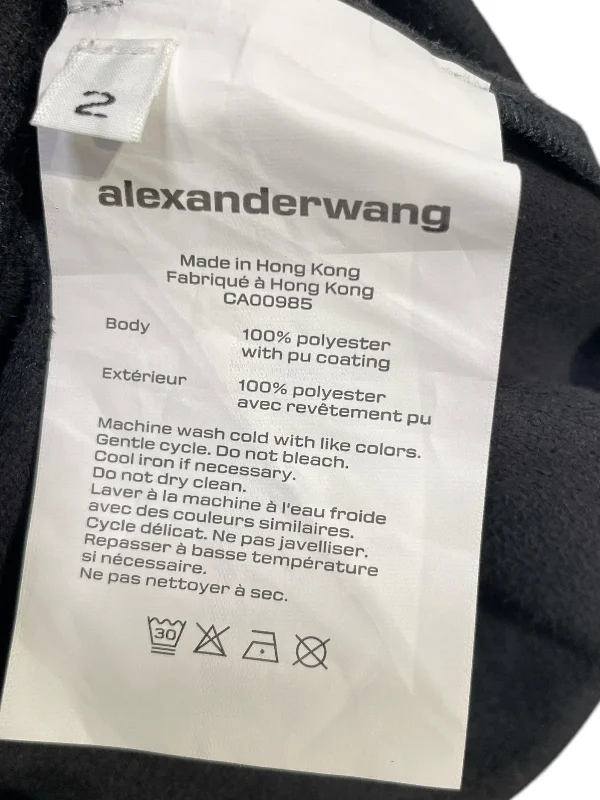 2
alexanderwang
Made in Hong Kong
Fabriqué à Hong Kong
CA00985
Body 100% polyester
with pu coating
Extérieur 100% polyester
avec revêtement pu
Machine wash cold with like colors.
Gentle cycle. Do not bleach.
Cool iron if necessary.
Do not dry clean.
Laver à la machine à l'eau froide
avec des couleurs similaires.
Cycle délicat. Ne pas javelliser.
Repasser à basse température
si nécessaire.
Ne pas nettoyer à sec.
30